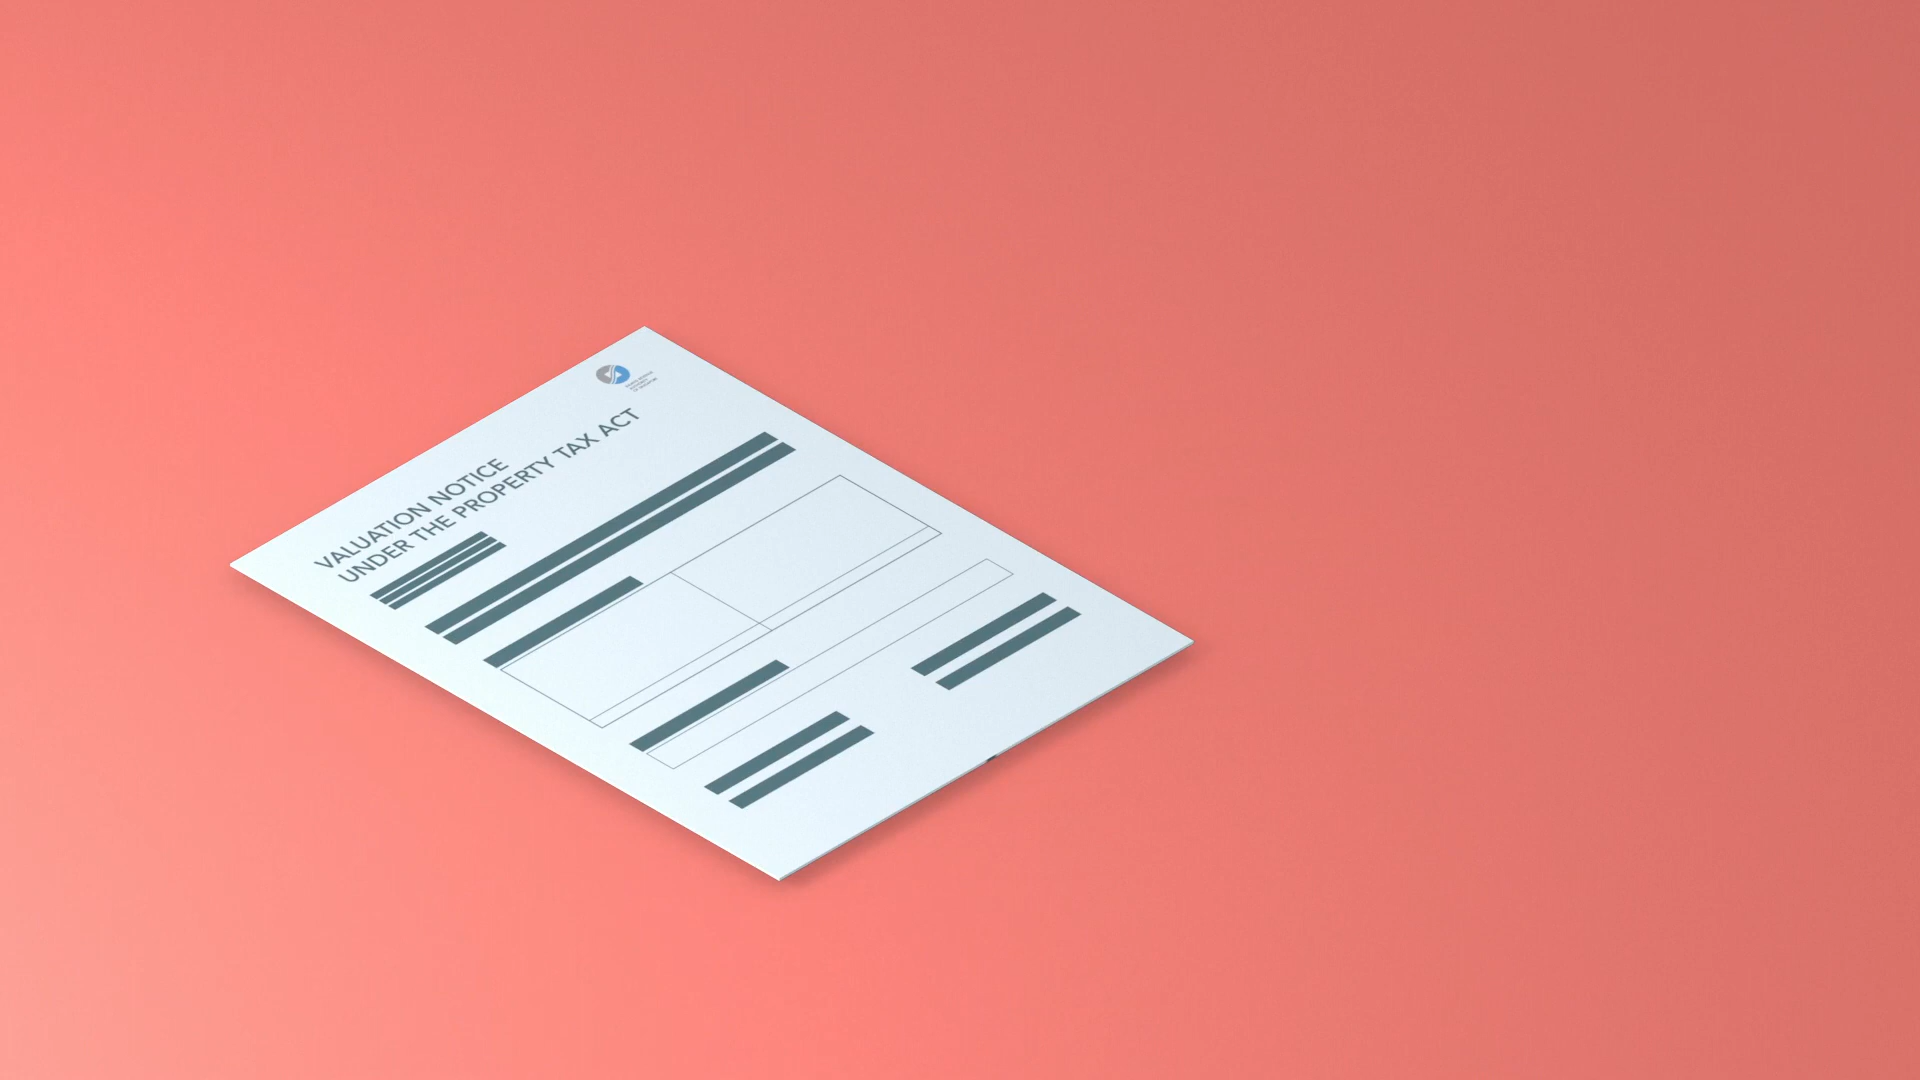 VALUATION NOTICE
UNDER THE PROPERTY TAX ACT